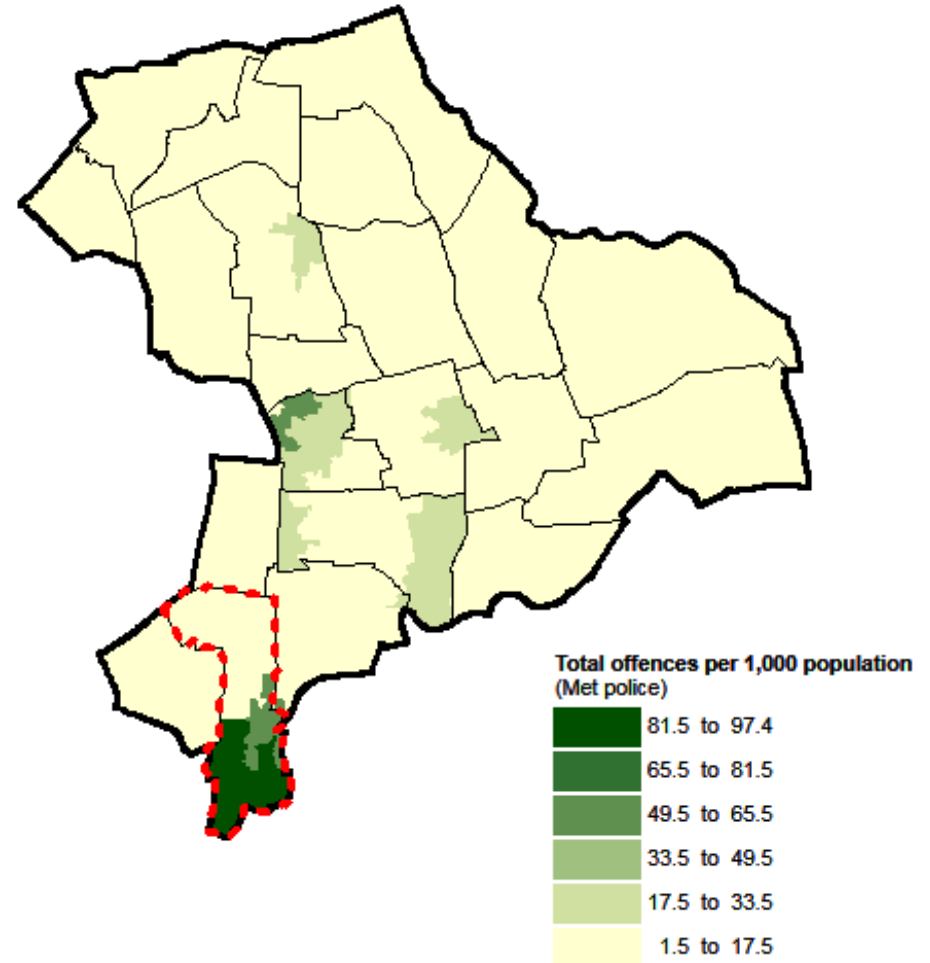 Total offences per 1,000 population
(Met police)
81.5 to 97.4
65.5 to 81.5
49.5 to 65.5
33.5 to 49.5
17.5 to 33.5
1.5 to 17.5